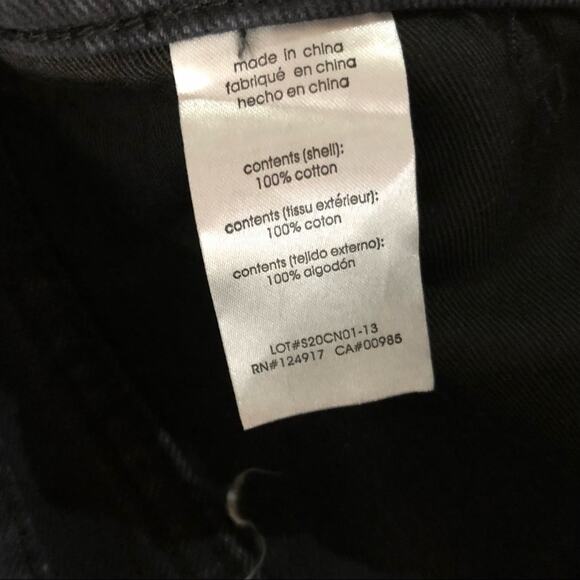 made in china
fabriqué en china
hecho en china
contents (shell):
100% cotton
contents (tissu extérieur):
100% coton
contents (tejido externo):
100% algodón
LOT#S20CN01-13
RN#124917 CA#00985